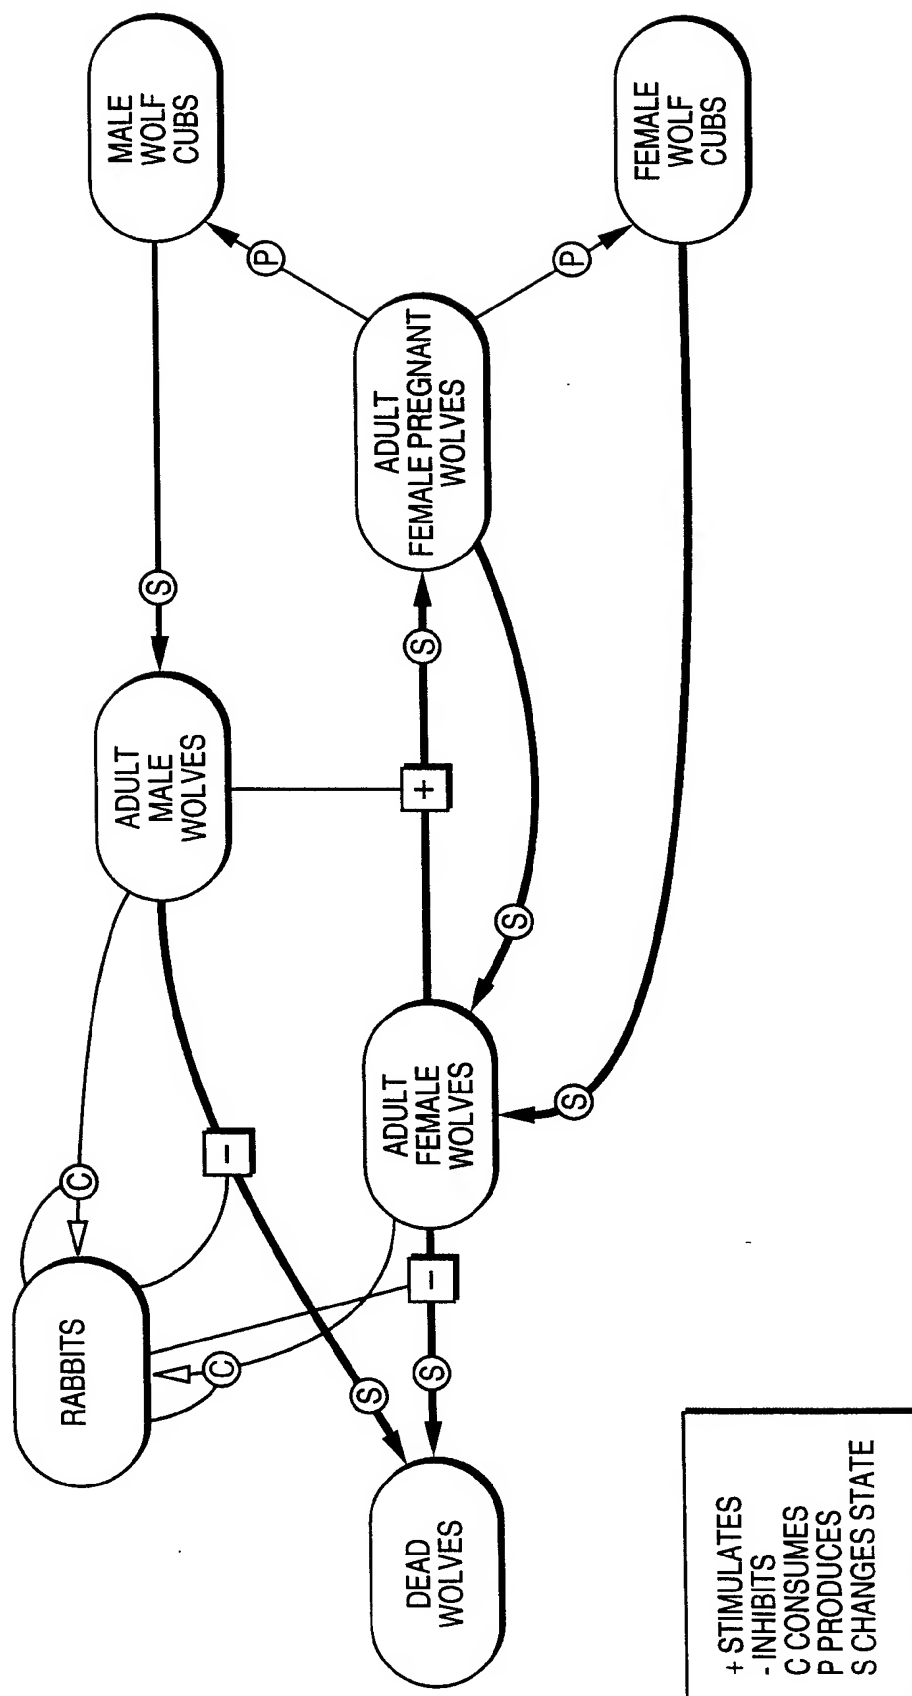 RABBITS
C
C
-
-
S
S
DEAD
WOLVES
ADULT
MALE
WOLVES
ADULT
FEMALE
WOLVES
+
S
S
S
S
ADULT
FEMALE PREGNANT
WOLVES
P
P
MALE
WOLF
CUBS
FEMALE
WOLF
CUBS
+ STIMULATES
- INHIBITS
C CONSUMES
P PRODUCES
S CHANGES STATE